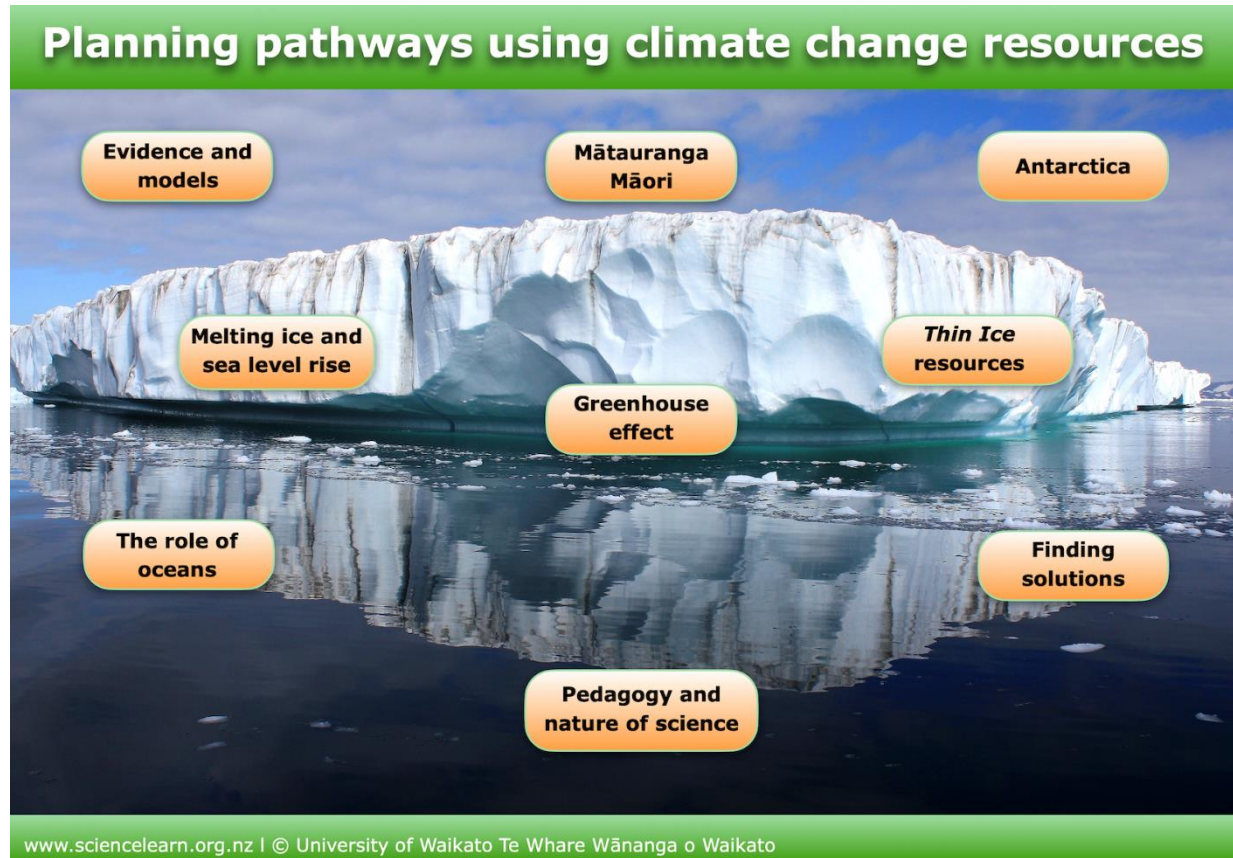 Planning pathways using climate change resources
Evidence and
models
Mātauranga
Māori
Antarctica
Melting ice and
sea level rise
Thin Ice
resources
Greenhouse
effect
The role of
oceans
Finding
solutions
Pedagogy and
nature of science
www.sciencelearn.org.nz l © University of Waikato Te Whare Wānanga o Waikato